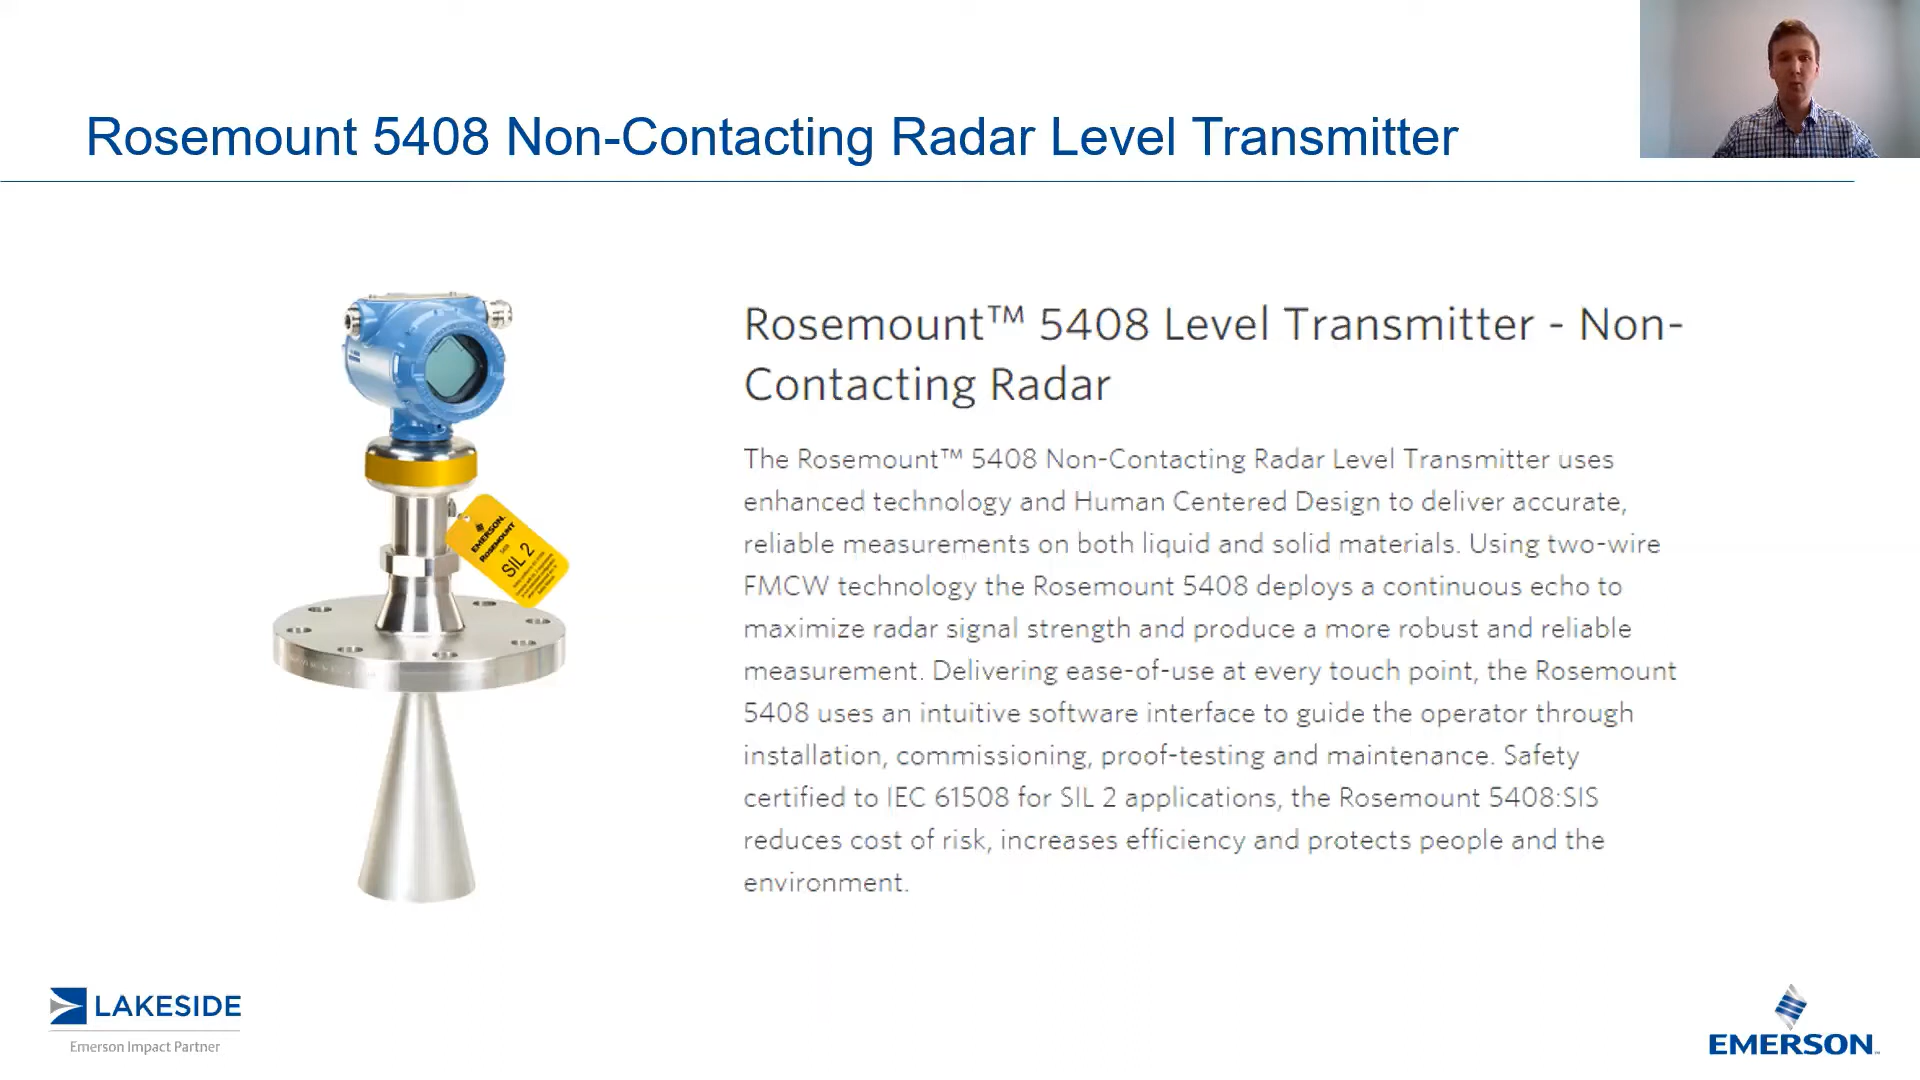 Rosemount 5408 Non-Contacting Radar Level Transmitter
Rosemount™ 5408 Level Transmitter - Non-
Contacting Radar
The Rosemount™ 5408 Non-Contacting Radar Level Transmitter uses
enhanced technology and Human Centered Design to deliver accurate,
reliable measurements on both liquid and solid materials. Using two-wire
FMCW technology the Rosemount 5408 deploys a continuous echo to
maximize radar signal strength and produce a more robust and reliable
measurement. Delivering ease-of-use at every touch point, the Rosemount
5408 uses an intuitive software interface to guide the operator through
installation, commissioning, proof-testing and maintenance. Safety
certified to IEC 61508 for SIL 2 applications, the Rosemount 5408:SIS
reduces cost of risk, increases efficiency and protects people and the
environment.
EMERSON.
ROSEMOUNT
SIL 2
LAKESIDE
Emerson Impact Partner
EMERSON™